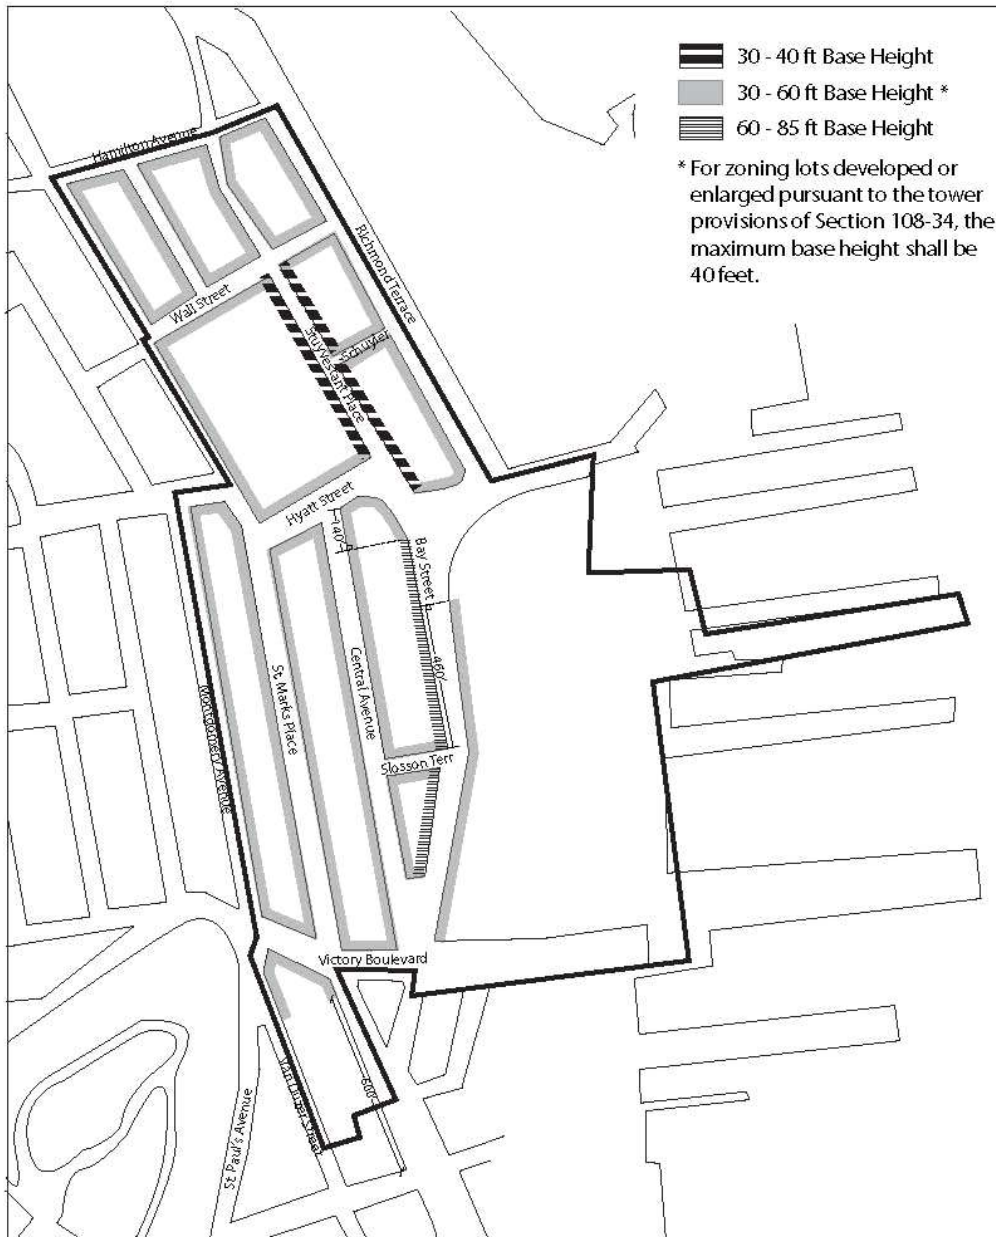 30 - 40 ft Base Height
30 - 60 ft Base Height *
60 - 85 ft Base Height
* For zoning lots developed or
enlarged pursuant to the tower
provisions of Section 108-34, the
maximum base height shall be
40 feet.
Hamilton Avenue
Richmond Terrace
Wall Street
Stuyvestant Place
Schuyler
Hyatt Street
140'
Bay Street
460'
Central Avenue
St. Marks Place
Montgomery Avenue
Slosson Terr
Victory Boulevard
Van Duzer Street
600'
St Paul's Avenue